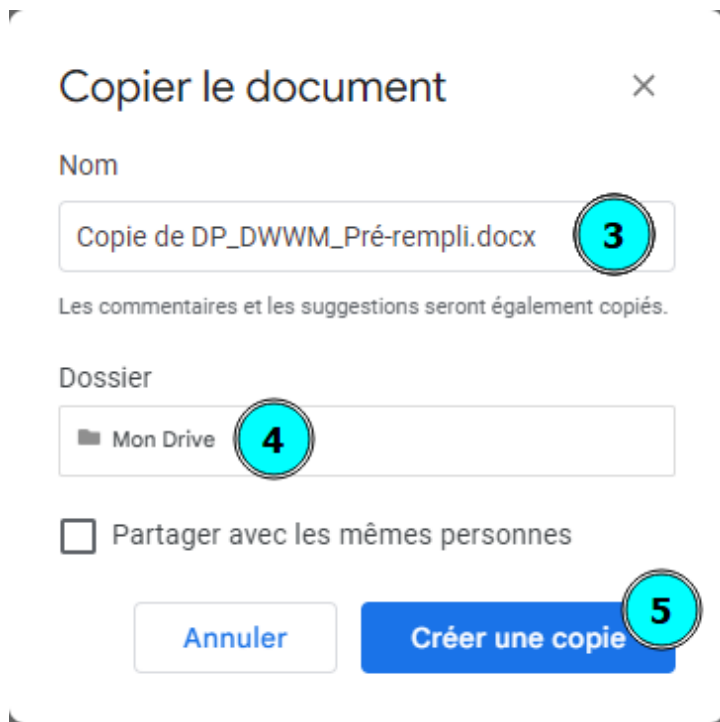 Copier le document
Nom
Copie de DP_DWWM_Pré-rempli.docx 3
Les commentaires et les suggestions seront également copiés.
Dossier
Mon Drive 4
Partager avec les mêmes personnes
Annuler Créer une copie 5